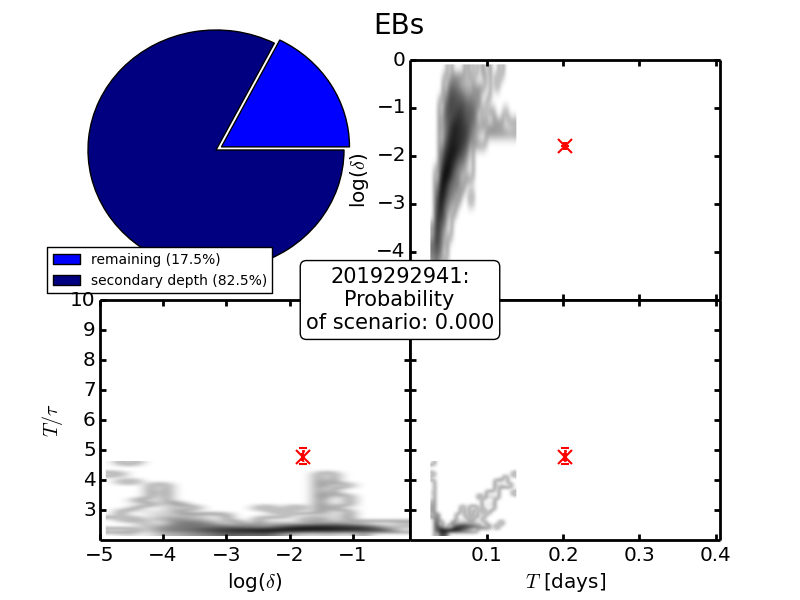 EBs
0
−1
−2
−3
−4
log(δ)
remaining (17.5%)
secondary depth (82.5%)
2019292941:
Probability
of scenario: 0.000
10
9
8
7
6
5
4
3
T/τ
−5
−4
−3
−2
−1
log(δ)
0.1
0.2
0.3
0.4
T [days]